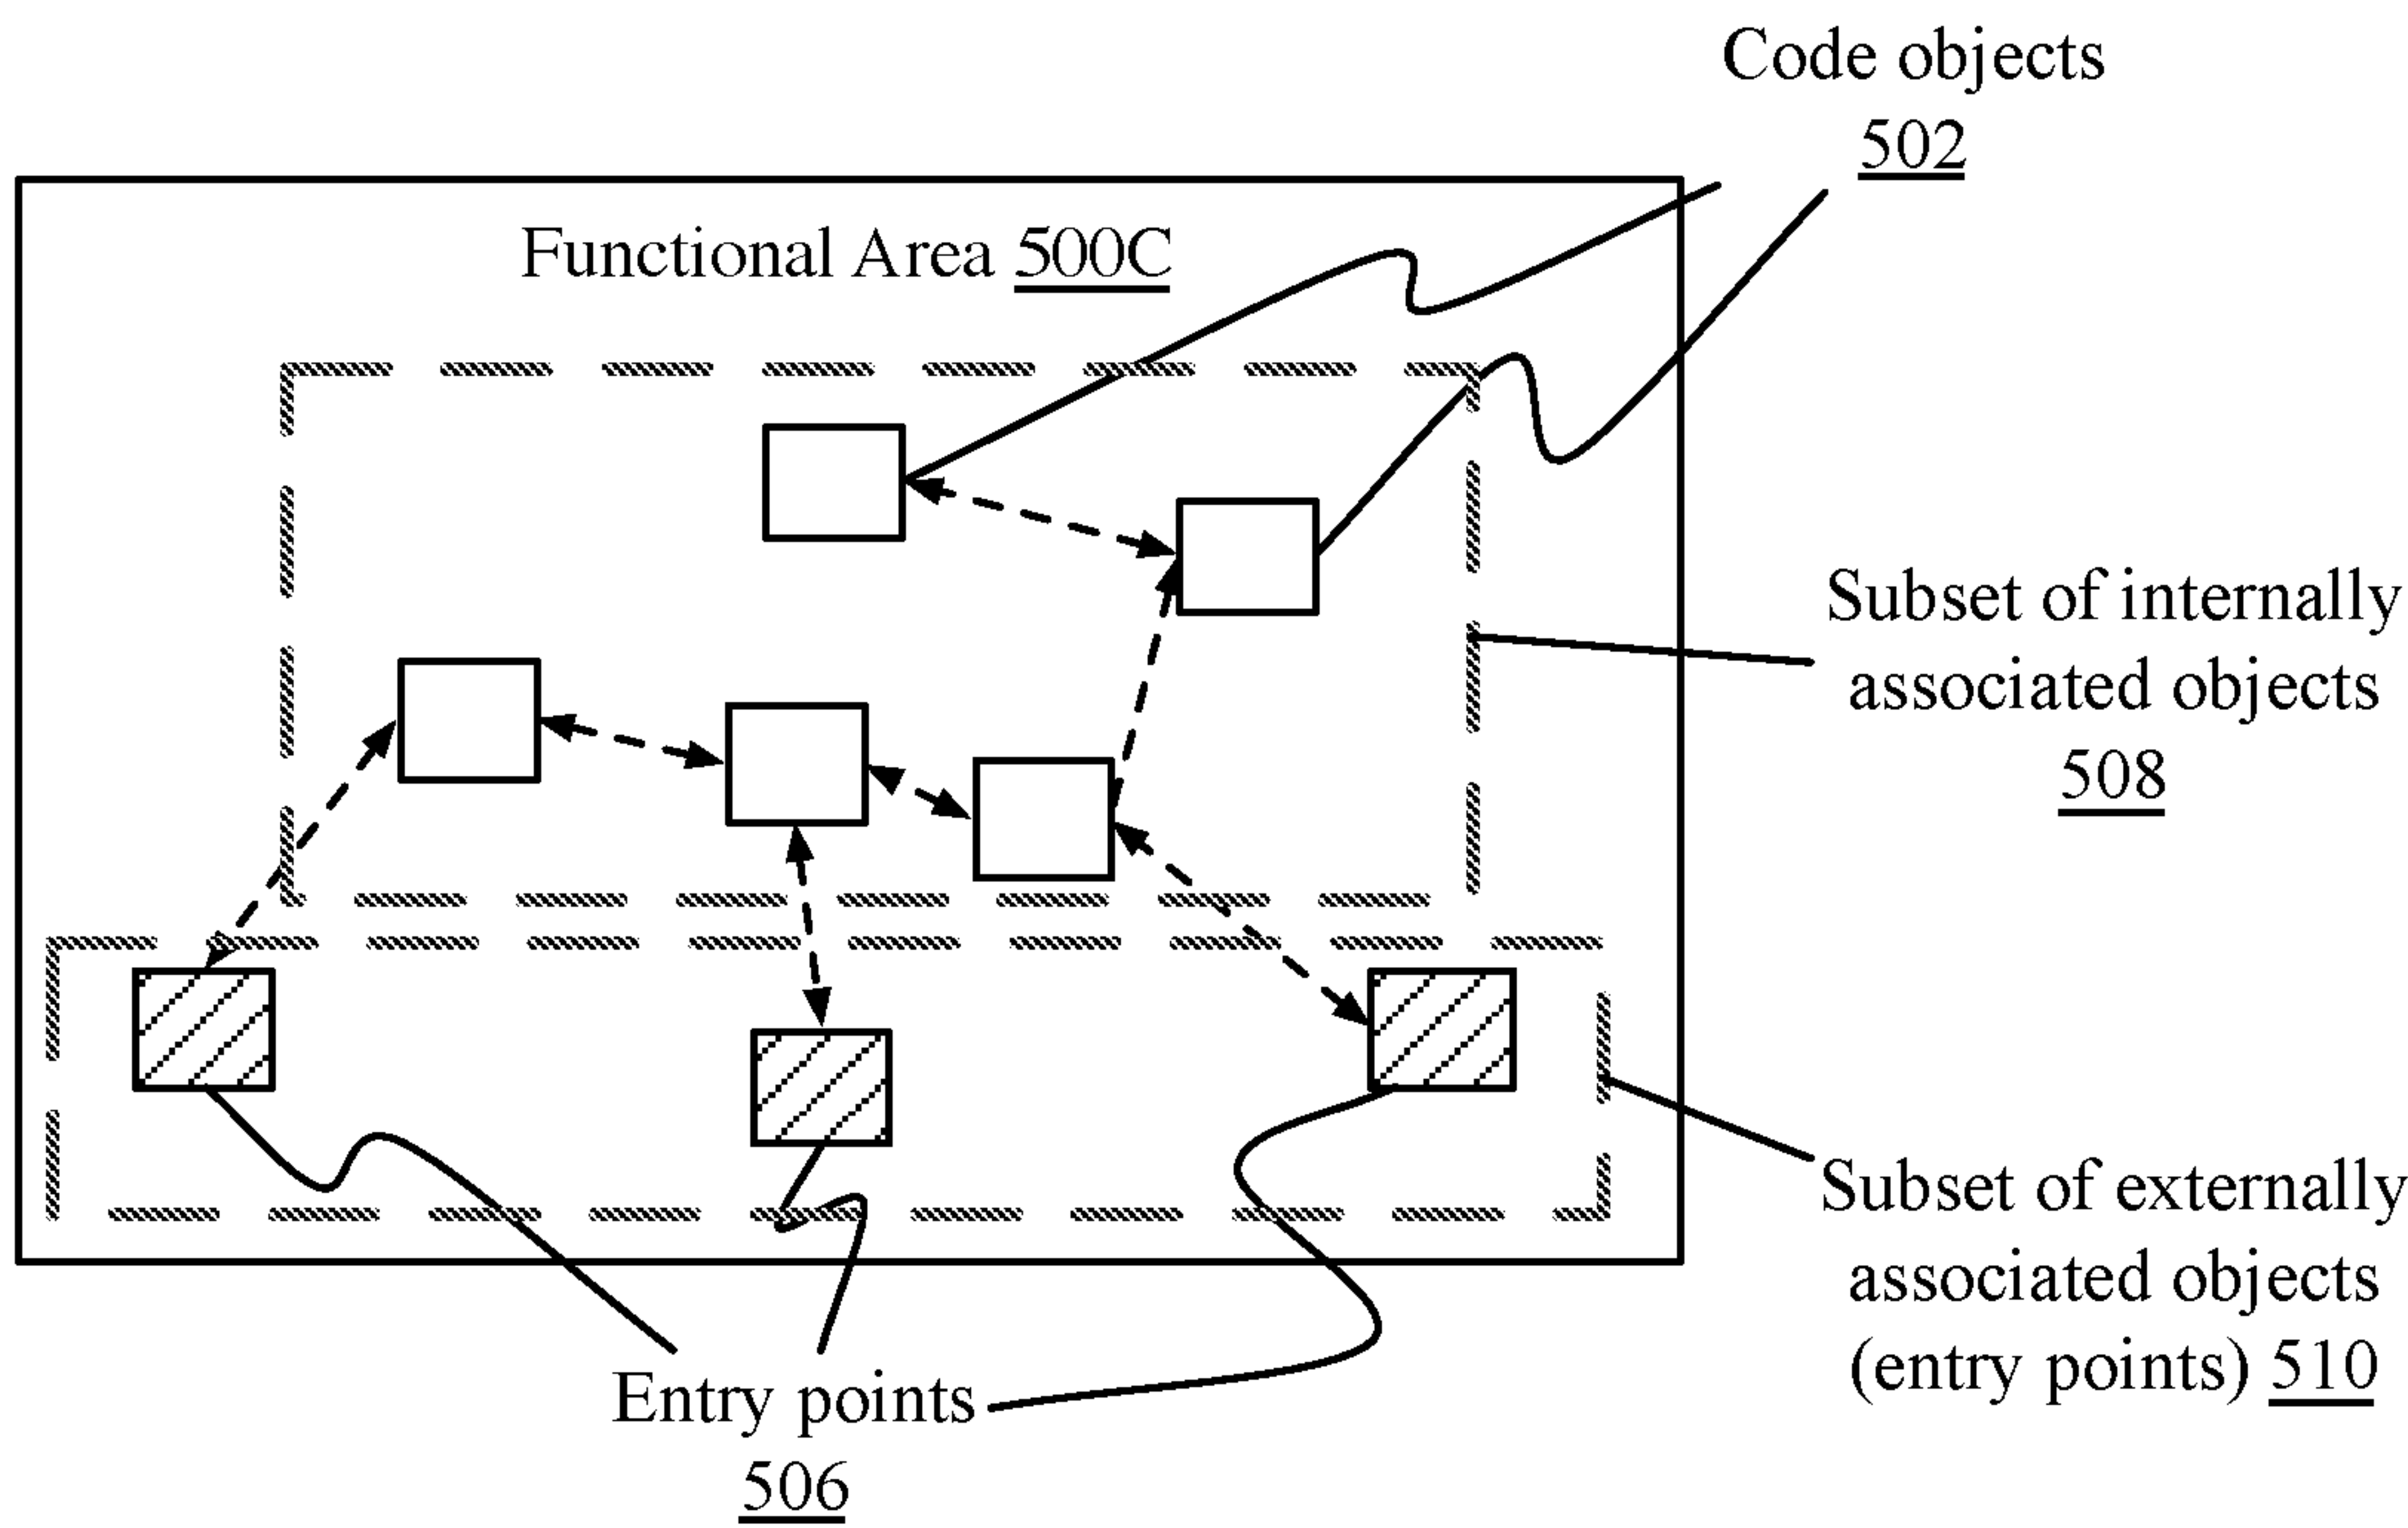 Code objects
502
Functional Area 500C
Subset of internally
associated objects
508
Subset of externally
associated objects
(entry points) 510
Entry points
506